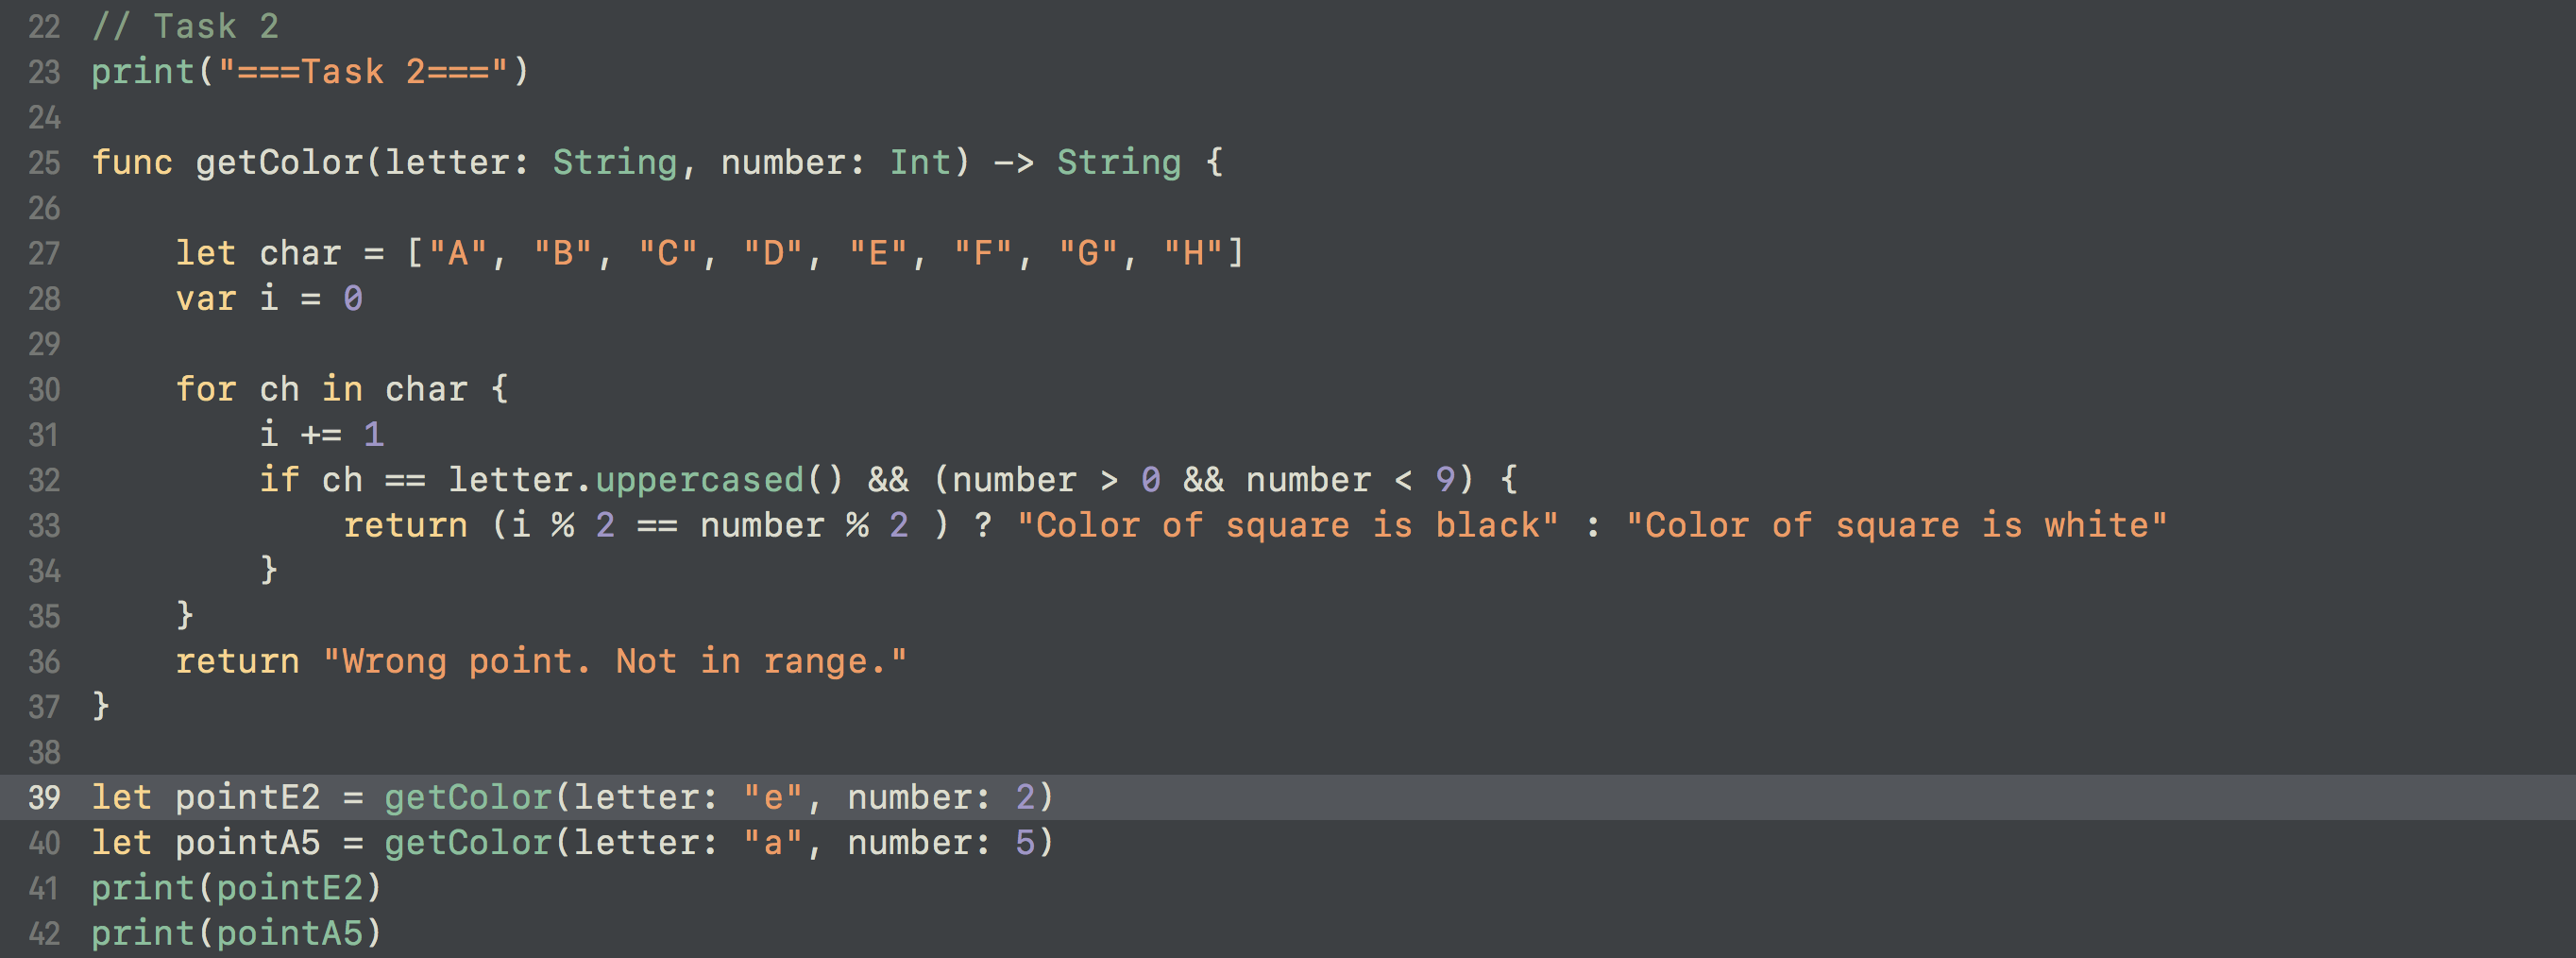 22 // Task 2
23 print("===Task 2===")
24
25 func getColor(letter: String, number: Int) -> String {
26
27     let char = ["A", "B", "C", "D", "E", "F", "G", "H"]
28     var i = 0
29
30     for ch in char {
31         i += 1
32         if ch == letter.uppercased() && (number > 0 && number < 9) {
33             return (i % 2 == number % 2 ) ? "Color of square is black" : "Color of square is white"
34         }
35     }
36     return "Wrong point. Not in range."
37 }
38
39 let pointE2 = getColor(letter: "e", number: 2)
40 let pointA5 = getColor(letter: "a", number: 5)
41 print(pointE2)
42 print(pointA5)